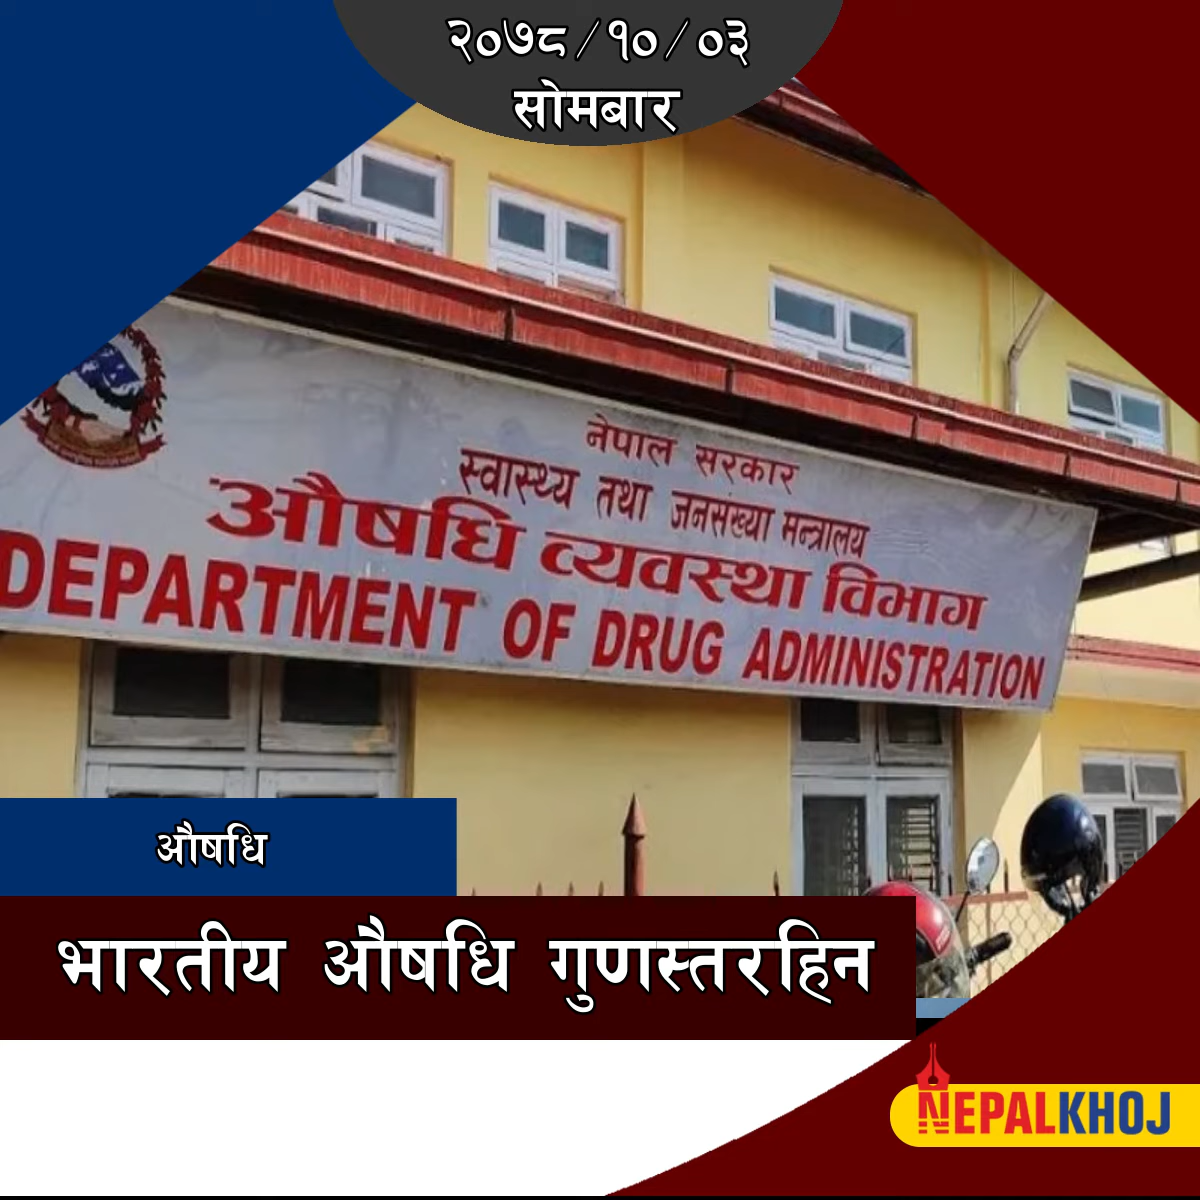 २०७८/१०/०३
सोमबार
नेपाल सरकार
स्वास्थ्य तथा जनसंख्या मन्त्रालय
औषधि व्यवस्था विभाग
DEPARTMENT OF DRUG ADMINISTRATION
औषधि
भारतीय औषधि गुणस्तरहिन
NEPALKHOJ